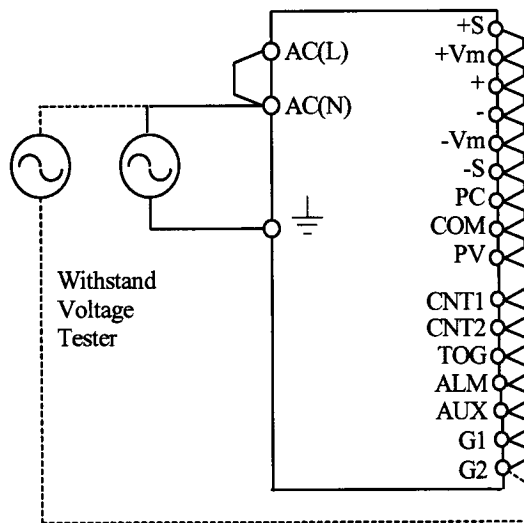 AC(L)
AC(N)
Withstand
Voltage
Tester
+S
+Vm
+
-
-Vm
-S
PC
COM
PV
CNT1
CNT2
TOG
ALM
AUX
G1
G2